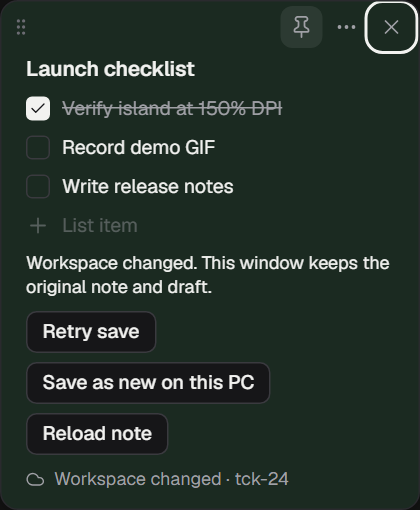 Launch checklist
Verify island at 150% DPI
Record demo GIF
Write release notes
List item
Workspace changed. This window keeps the
original note and draft.
Retry save
Save as new on this PC
Reload note
Workspace changed · tck-24